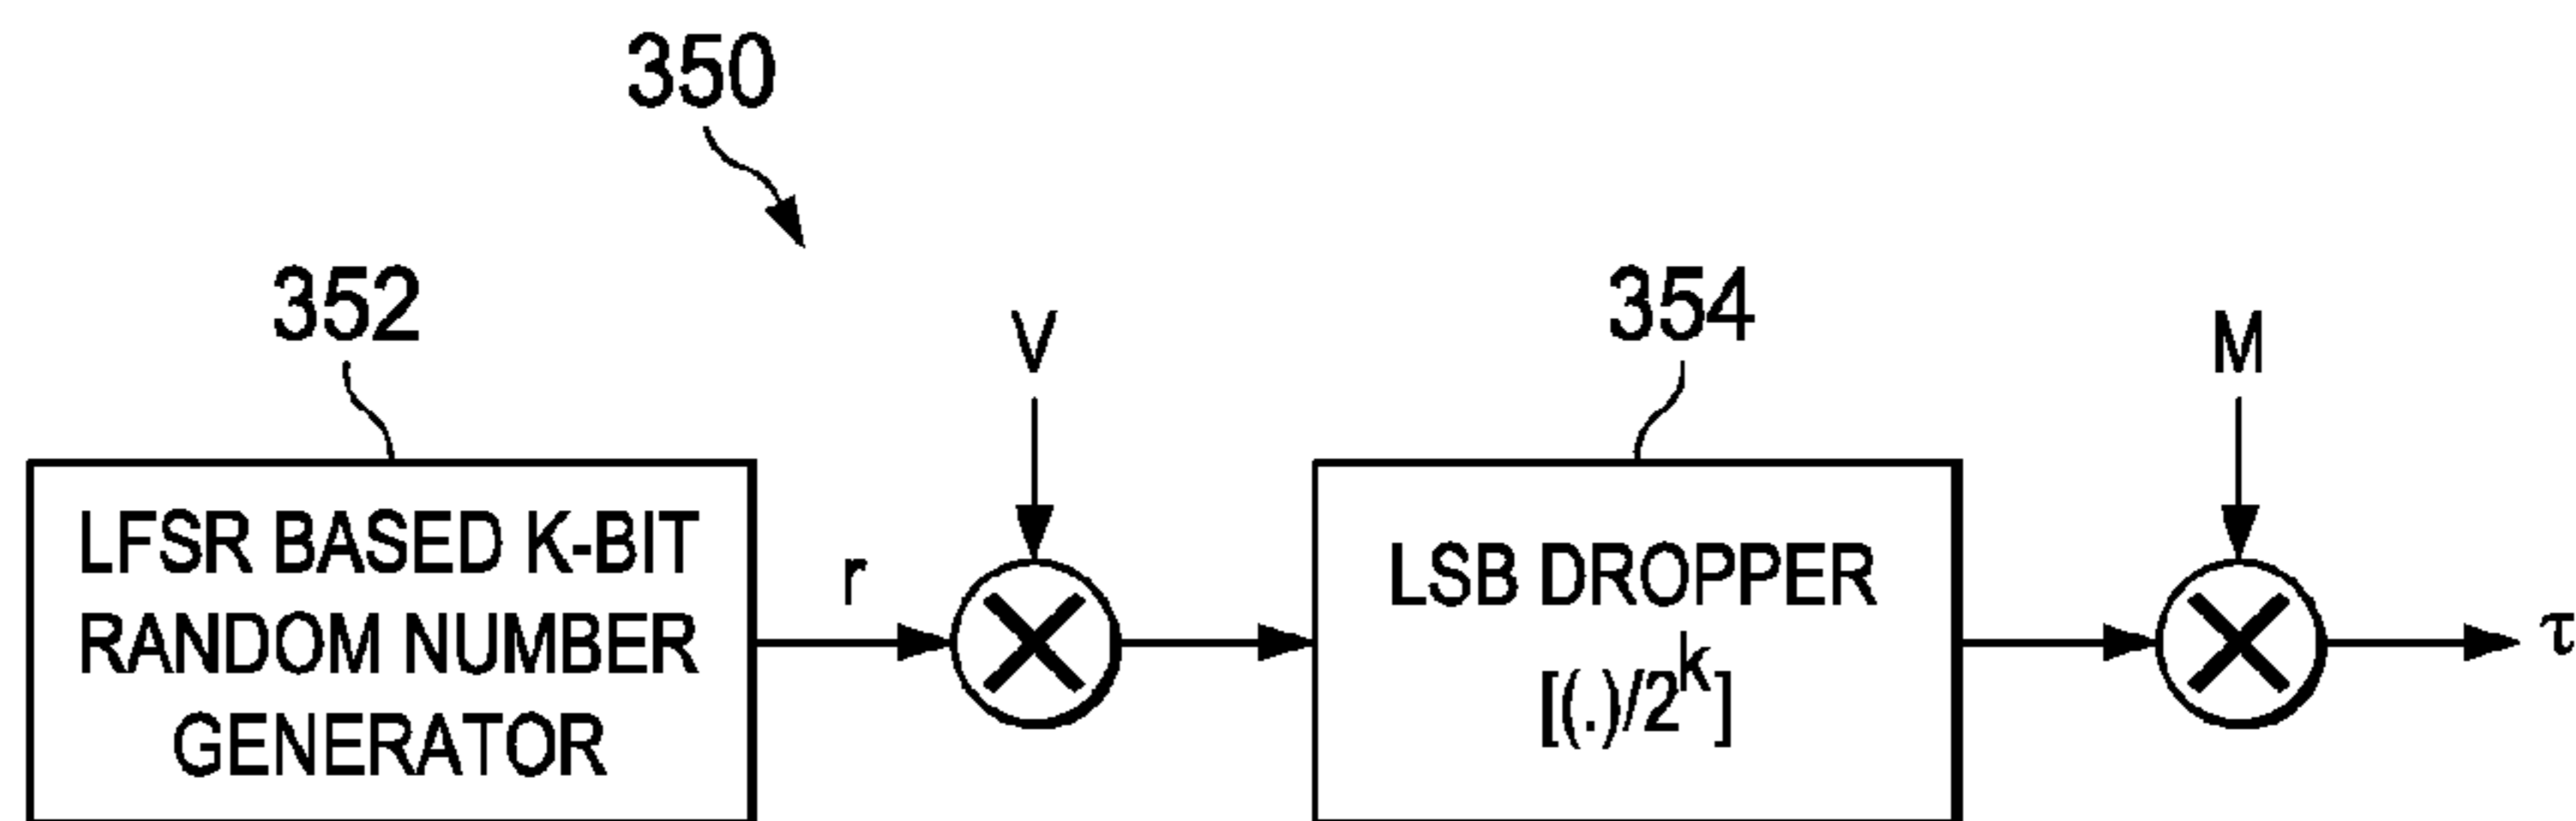 350
352
354
V
M
LFSR BASED K-BIT
RANDOM NUMBER
GENERATOR
r
LSB DROPPER
[(.)/2^k]
τ